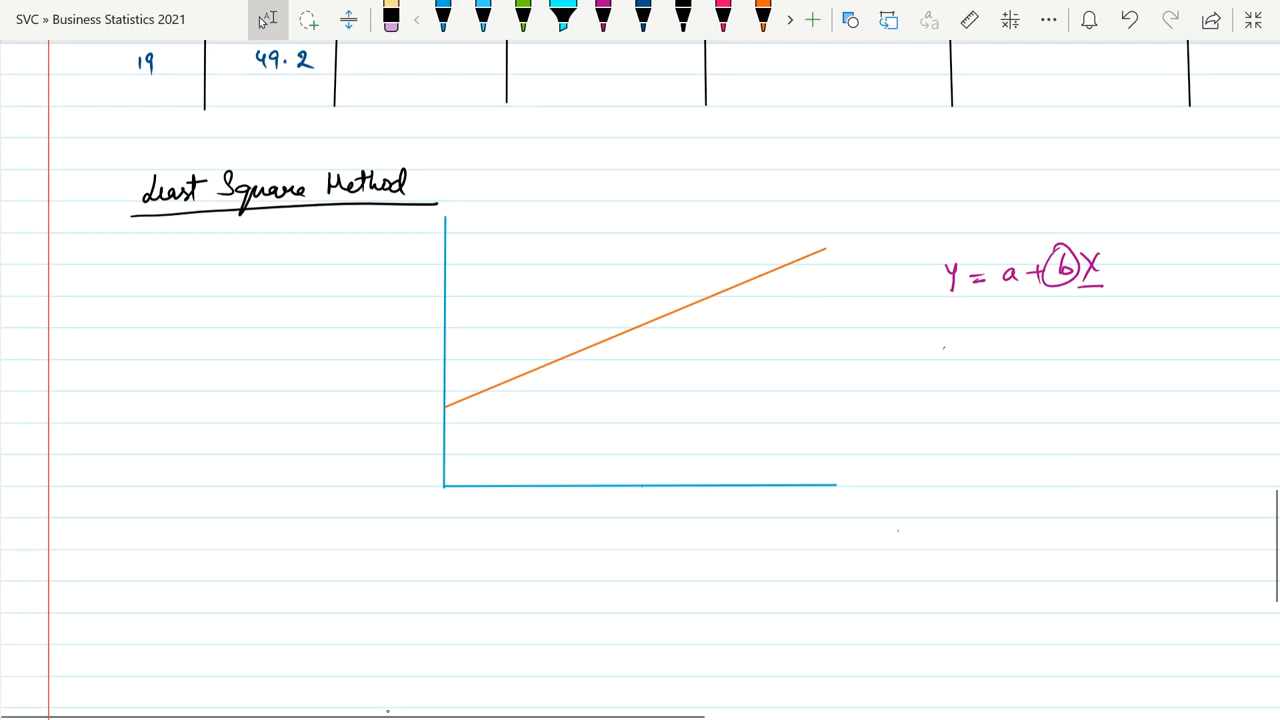 SVC » Business Statistics 2021
19 49.2
Least Square Method
y = a + bX